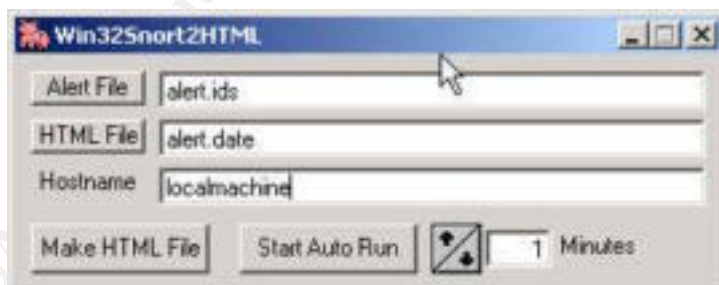 Win32Snort2HTML
Alert File alert.ids
HTML File alert.date
Hostname localmachine
Make HTML File Start Auto Run 1 Minutes